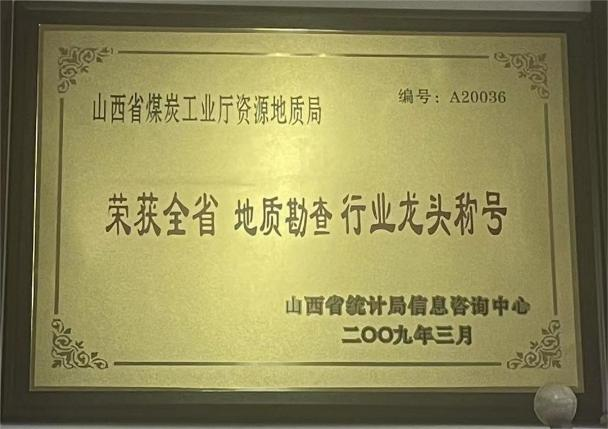 山西省煤炭工业厅资源地质局
编号：A20036
荣获全省 地质勘查 行业龙头称号
山西省统计局信息咨询中心
二〇〇九年三月